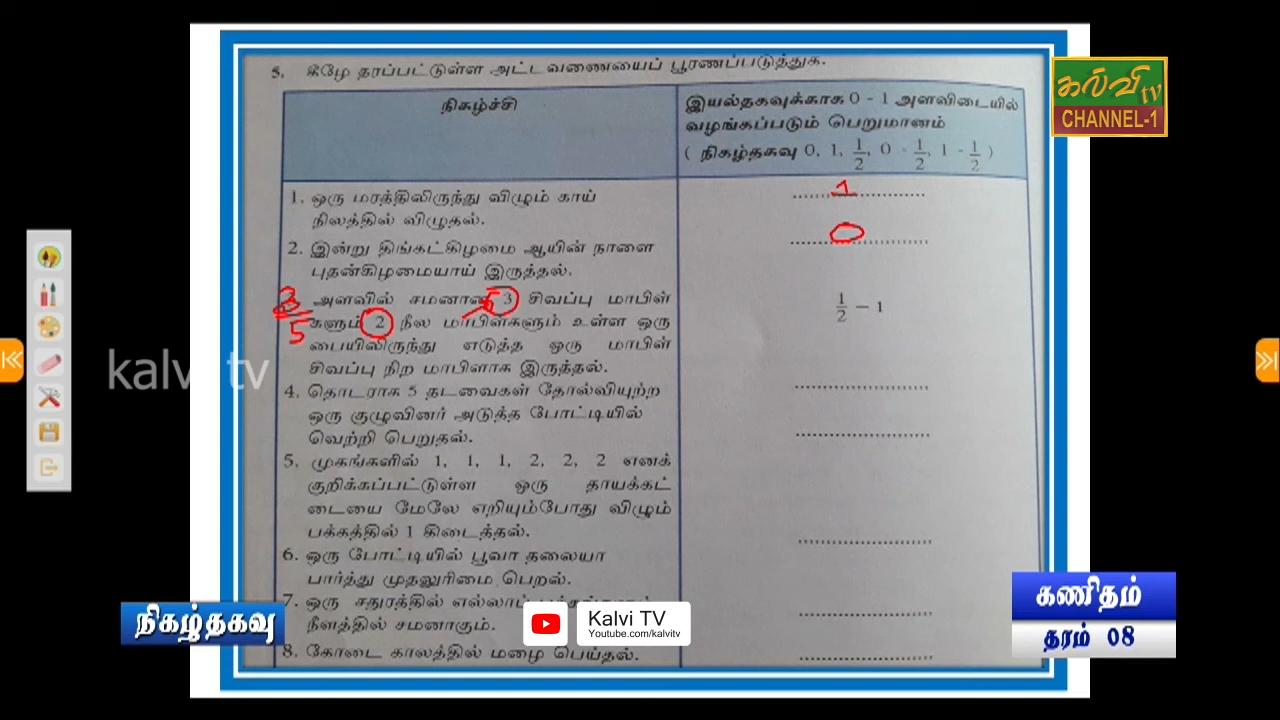 5. கீழே தரப்பட்டுள்ள அட்டவணையைப் பூரணப்படுத்துக.
நிகழ்ச்சி
இயல்தகவுக்காக 0 - 1 அளவிடையில்
வழங்கப்படும் பெறுமானம்
( நிகழ்தகவு 0, 1, 1/2, 0 - 1/2, 1 - 1/2 )
1. ஒரு மரத்திலிருந்து விழும் காய்
நிலத்தில் விழுதல்.
1
2. இன்று திங்கட்கிழமை ஆயின் நாளை
புதன்கிழமையாய் இருத்தல்.
0
3/5
அளவில் சமனான 3 சிவப்பு மாபிள்
5
களும் 2 நீல மாபிள்களும் உள்ள ஒரு
பையிலிருந்து எடுத்த ஒரு மாபிள்
சிவப்பு நிற மாபிளாக இருத்தல்.
1/2 – 1
4. தொடராக 5 தடவைகள் தோல்வியுற்ற
ஒரு குழுவினர் அடுத்த போட்டியில்
வெற்றி பெறுதல்.
5. முகங்களில் 1, 1, 1, 2, 2, 2 எனக்
குறிக்கப்பட்டுள்ள ஒரு தாயக்கட்
டையை மேலே எறியும்போது விழும்
பக்கத்தில் 1 கிடைத்தல்.
6. ஒரு போட்டியில் பூவா தலையா
பார்த்து முதலுரிமை பெறல்.
7. ஒரு சதுரத்தில் எல்லாப்
நீளத்தில் சமனாகும்.
8. கோடை காலத்தில் மழை பெய்தல்.
கல்வி tv
CHANNEL-1
kalvi tv
நிகழ்தகவு
Kalvi TV
Youtube.com/kalvitv
கணிதம்
தரம் 08